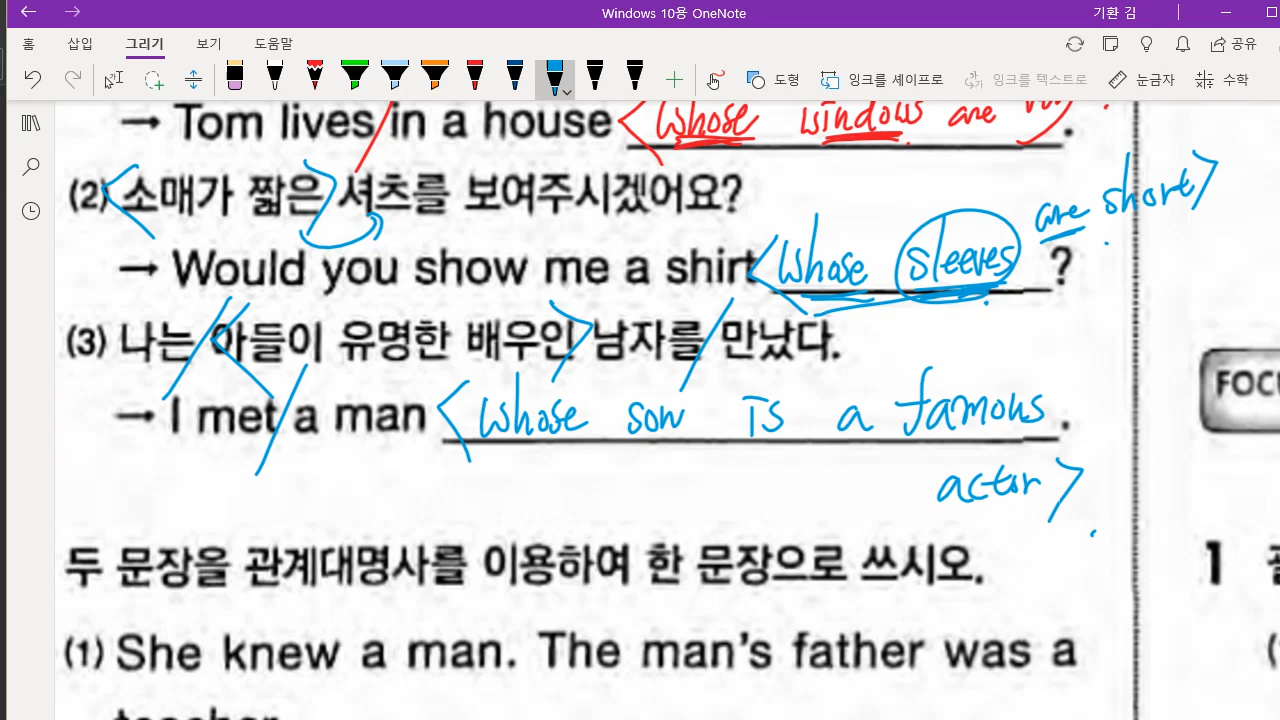 Windows 10용 OneNote
기환 김
홈 삽입 그리기 보기 도움말
공유
도형 잉크를 셰이프로 잉크를 텍스트로 눈금자 수학
→ Tom lives in a house whose windows are .
(2) 소매가 짧은 셔츠를 보여주시겠어요?
→ Would you show me a shirt whose sleeves are short ?
(3) 나는 아들이 유명한 배우인 남자를 만났다.
→ I met a man whose son is a famous .
actor
두 문장을 관계대명사를 이용하여 한 문장으로 쓰시오.
(1) She knew a man. The man's father was a
1